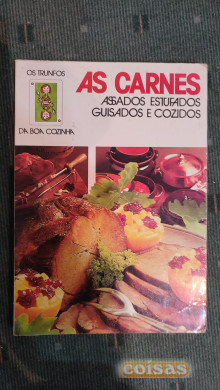 OS TRUNFOS
DA BOA COZINHA
AS CARNES
ASSADOS ESTUFADOS
GUISADOS E COZIDOS
coisas